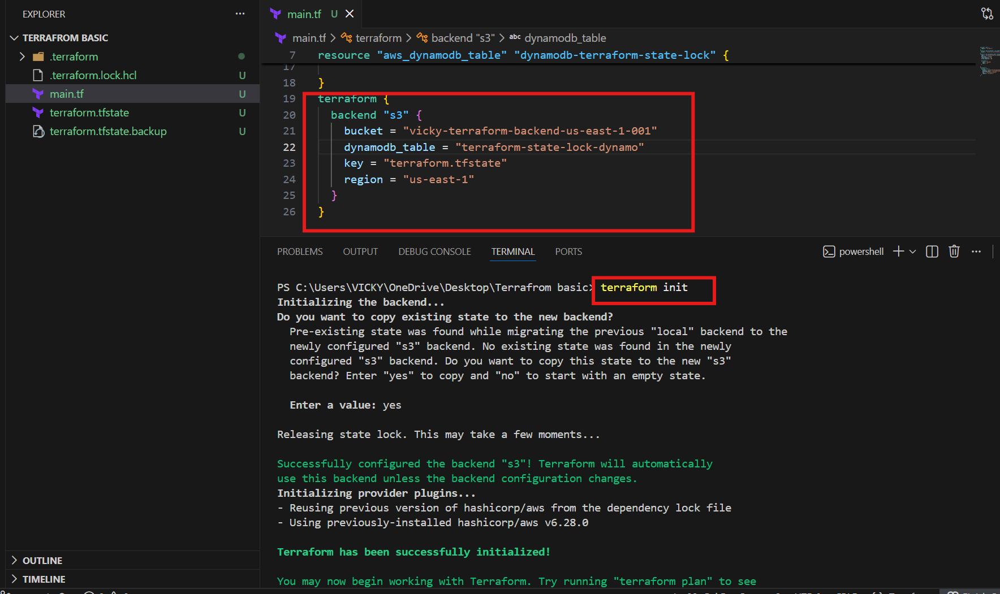 EXPLORER
TERRAFROM BASIC
.terraform
.terraform.lock.hcl U
main.tf U
terraform.tfstate U
terraform.tfstate.backup U
OUTLINE
TIMELINE
main.tf U
main.tf > terraform > backend "s3" > abc dynamodb_table
7 resource "aws_dynamodb_table" "dynamodb-terraform-state-lock" {
17
18 }
19 terraform {
20 backend "s3" {
21 bucket = "vicky-terraform-backend-us-east-1-001"
22 dynamodb_table = "terraform-state-lock-dynamo"
23 key = "terraform.tfstate"
24 region = "us-east-1"
25 }
26 }
PROBLEMS OUTPUT DEBUG CONSOLE TERMINAL PORTS powershell
PS C:\Users\VICKY\OneDrive\Desktop\Terrafrom basic> terraform init
Initializing the backend...
Do you want to copy existing state to the new backend?
Pre-existing state was found while migrating the previous "local" backend to the
newly configured "s3" backend. No existing state was found in the newly
configured "s3" backend. Do you want to copy this state to the new "s3"
backend? Enter "yes" to copy and "no" to start with an empty state.
Enter a value: yes
Releasing state lock. This may take a few moments...
Successfully configured the backend "s3"! Terraform will automatically
use this backend unless the backend configuration changes.
Initializing provider plugins...
- Reusing previous version of hashicorp/aws from the dependency lock file
- Using previously-installed hashicorp/aws v6.28.0
Terraform has been successfully initialized!
You may now begin working with Terraform. Try running "terraform plan" to see